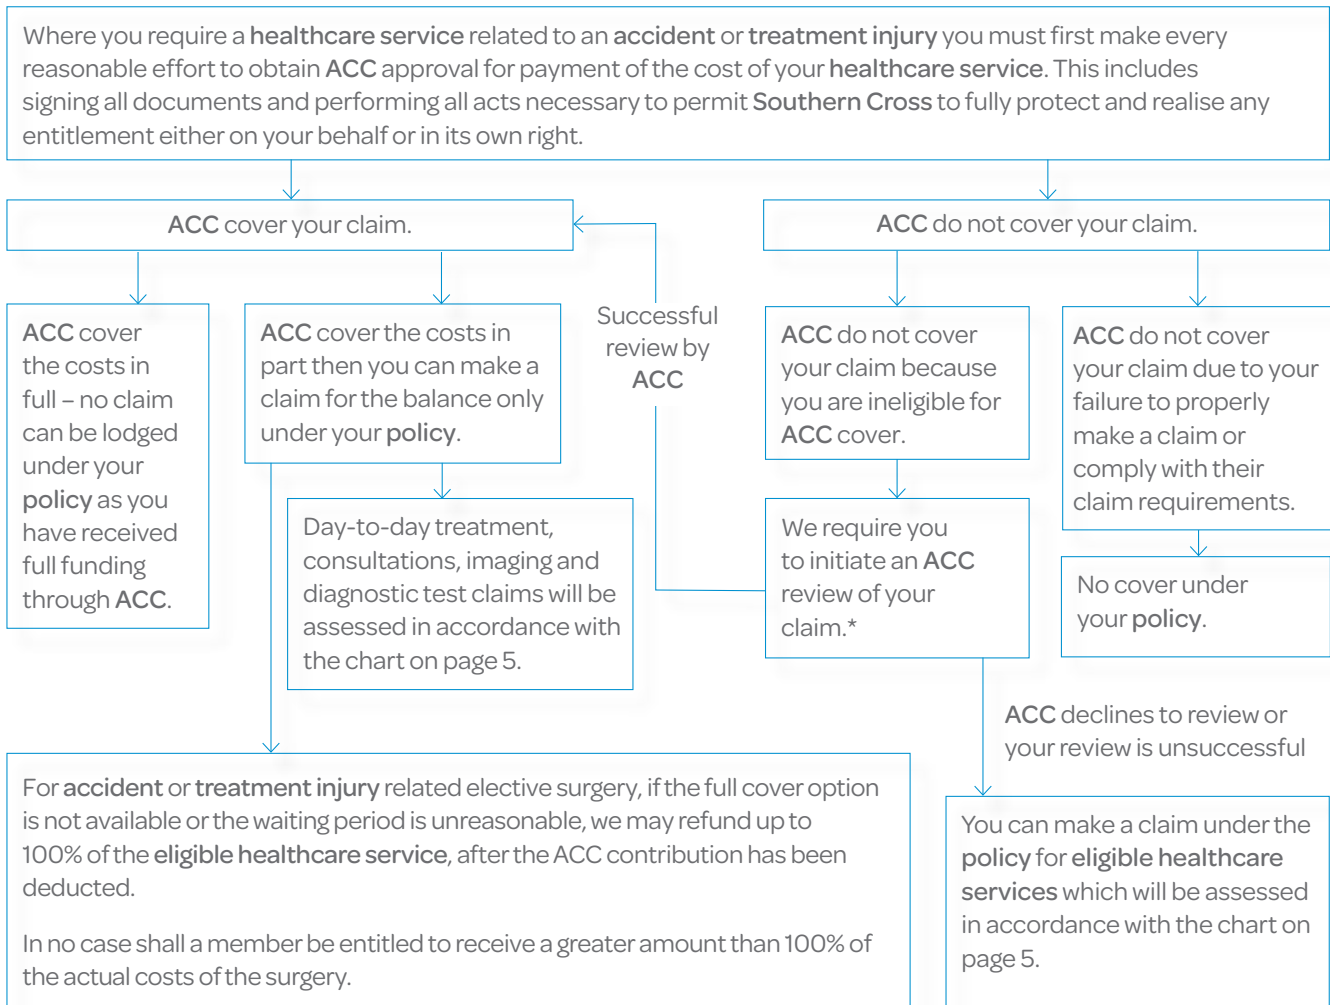 Where you require a healthcare service related to an accident or treatment injury you must first make every
reasonable effort to obtain ACC approval for payment of the cost of your healthcare service. This includes
signing all documents and performing all acts necessary to permit Southern Cross to fully protect and realise any
entitlement either on your behalf or in its own right.
ACC cover your claim.
ACC do not cover your claim.
ACC cover
the costs in
full – no claim
can be lodged
under your
policy as you
have received
full funding
through ACC.
ACC cover the costs in
part then you can make a
claim for the balance only
under your policy.
Successful
review by
ACC
ACC do not cover
your claim because
you are ineligible for
ACC cover.
ACC do not cover
your claim due to your
failure to properly
make a claim or
comply with their
claim requirements.
Day-to-day treatment,
consultations, imaging and
diagnostic test claims will be
assessed in accordance with
the chart on page 5.
We require you
to initiate an ACC
review of your
claim.*
No cover under
your policy.
ACC declines to review or
your review is unsuccessful
For accident or treatment injury related elective surgery, if the full cover option
is not available or the waiting period is unreasonable, we may refund up to
100% of the eligible healthcare service, after the ACC contribution has been
deducted.
In no case shall a member be entitled to receive a greater amount than 100% of
the actual costs of the surgery.
You can make a claim under the
policy for eligible healthcare
services which will be assessed
in accordance with the chart on
page 5.